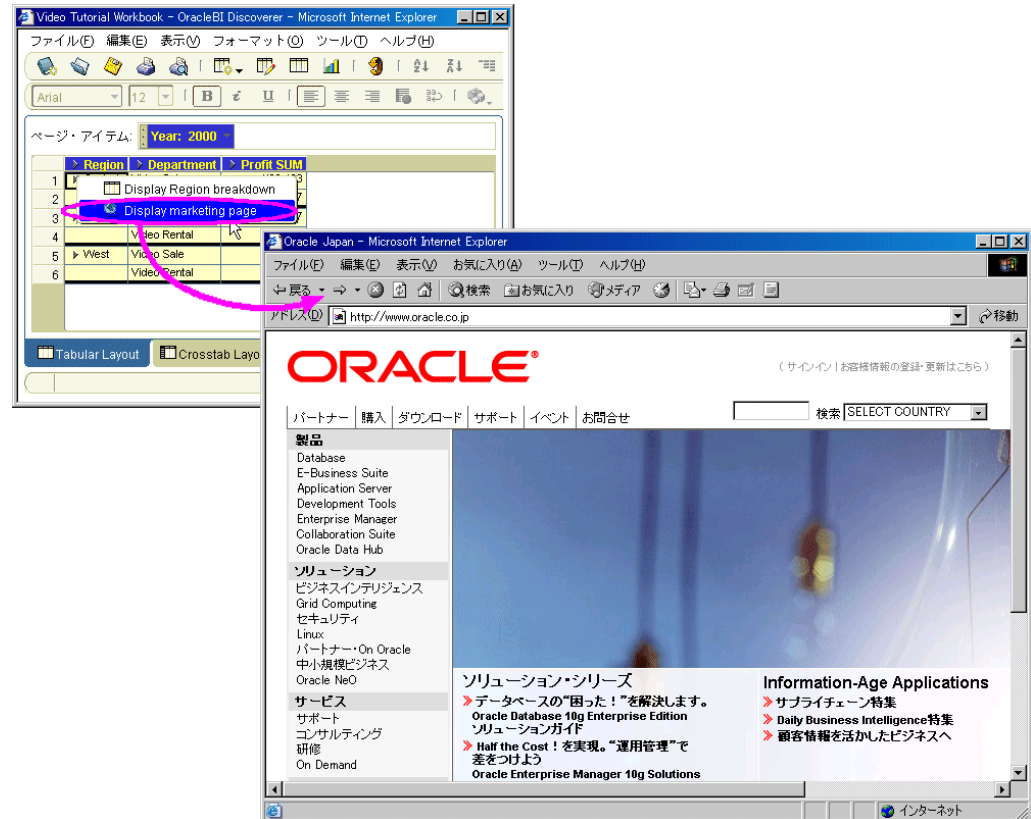 Video Tutorial Workbook - OracleBI Discoverer - Microsoft Internet Explorer
ファイル(F) 編集(E) 表示(V) フォーマット(O) ツール(T) ヘルプ(H)
Arial 12 B i U
ページ・アイテム: Year: 2000
Region Department Profit SUM
1
2
3
4 Video Rental
5 West Video Sale
6 Video Rental
Display Region breakdown
Display marketing page
Tabular Layout Crosstab Layo
Oracle Japan - Microsoft Internet Explorer
ファイル(F) 編集(E) 表示(V) お気に入り(A) ツール(T) ヘルプ(H)
戻る 検索 お気に入り メディア
アドレス(D) http://www.oracle.co.jp 移動
ORACLE®
( サインイン | お客様情報の登録・更新はこちら )
パートナー 購入 ダウンロード サポート イベント お問合せ
検索 SELECT COUNTRY
製品
Database
E-Business Suite
Application Server
Development Tools
Enterprise Manager
Collaboration Suite
Oracle Data Hub
ソリューション
ビジネスインテリジェンス
Grid Computing
セキュリティ
Linux
パートナー・On Oracle
中小規模ビジネス
Oracle NeO
サービス
サポート
コンサルティング
研修
On Demand
ソリューション・シリーズ
データベースの“困った！”を解決します。
Oracle Database 10g Enterprise Edition
ソリューションガイド
Half the Cost！を実現。“運用管理”で
差をつけよう
Oracle Enterprise Manager 10g Solutions
Information-Age Applications
サプライチェーン特集
Daily Business Intelligence特集
顧客情報を活かしたビジネスへ
インターネット